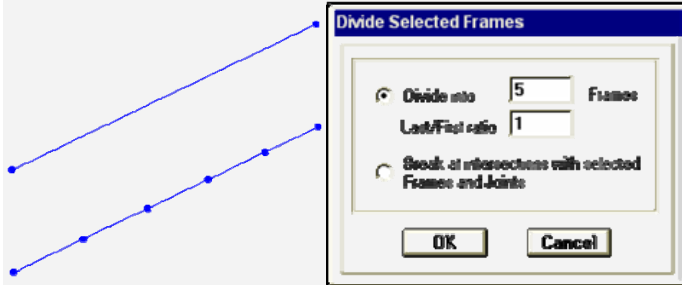 Divide Selected Frames
Divide into 5 Frames
Last/First ratio 1
Break at intersections with selected
Frames and Joints
OK Cancel